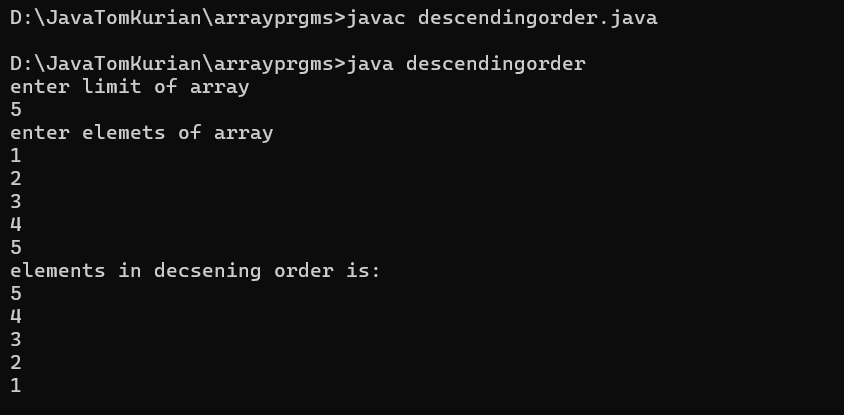 D:\JavaTomKurian\arrayprgms>javac descendingorder.java
D:\JavaTomKurian\arrayprgms>java descendingorder
enter limit of array
5
enter elemets of array
1
2
3
4
5
elements in decsening order is:
5
4
3
2
1